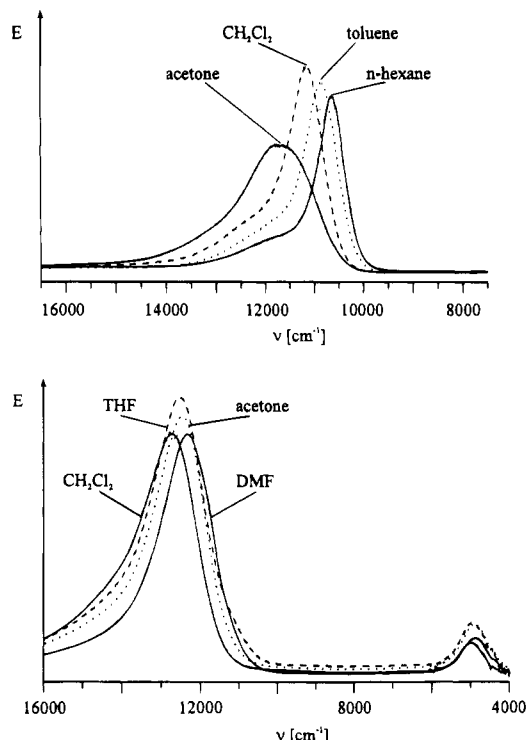 E
CH₂Cl₂
toluene
acetone
n-hexane
16000 14000 12000 10000 8000
ν [cm⁻¹]
E
THF
acetone
CH₂Cl₂
DMF
16000 12000 8000 4000
ν [cm⁻¹]